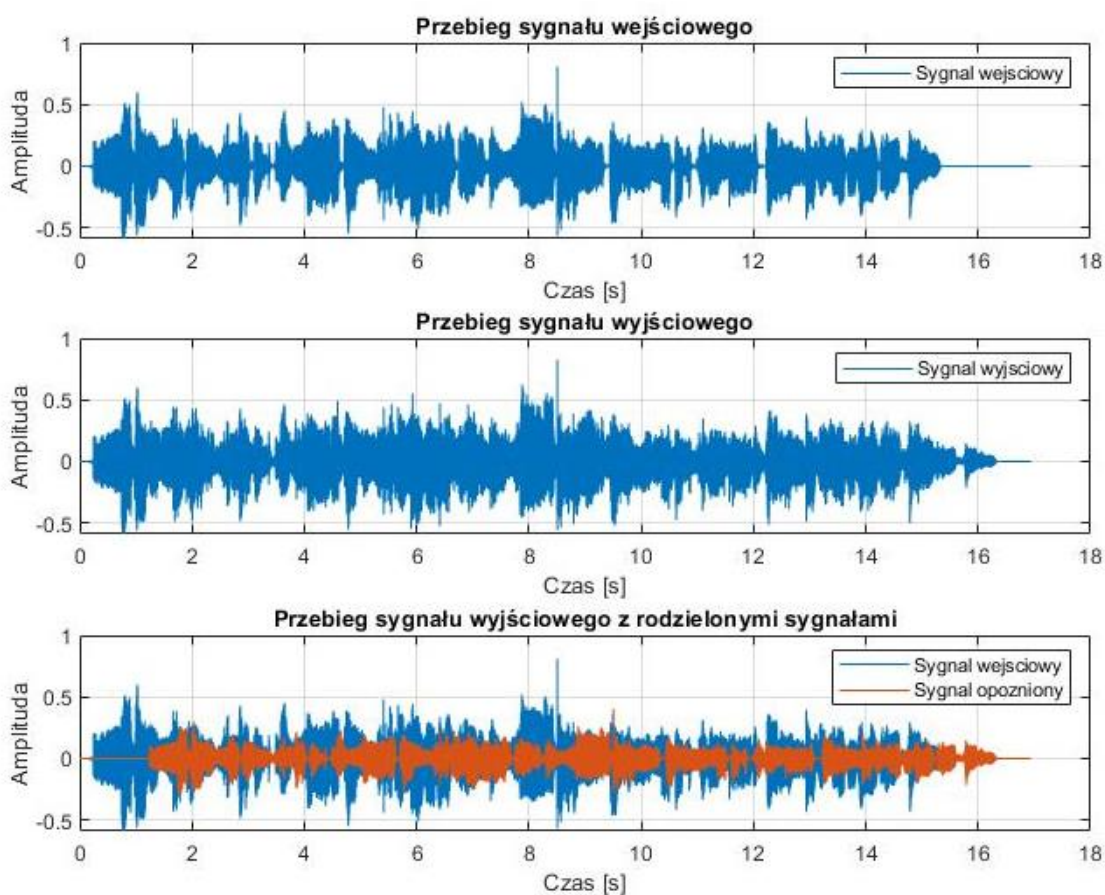 Przebieg sygnału wejściowego
1
0.5
0
-0.5
Amplituda
Sygnal wejsciowy
0 2 4 6 8 10 12 14 16 18
Czas [s]
Przebieg sygnału wyjściowego
1
0.5
0
-0.5
Amplituda
Sygnal wyjsciowy
0 2 4 6 8 10 12 14 16 18
Czas [s]
Przebieg sygnału wyjściowego z rodzielonymi sygnałami
1
0.5
0
-0.5
Amplituda
Sygnal wejsciowy
Sygnal opozniony
0 2 4 6 8 10 12 14 16 18
Czas [s]